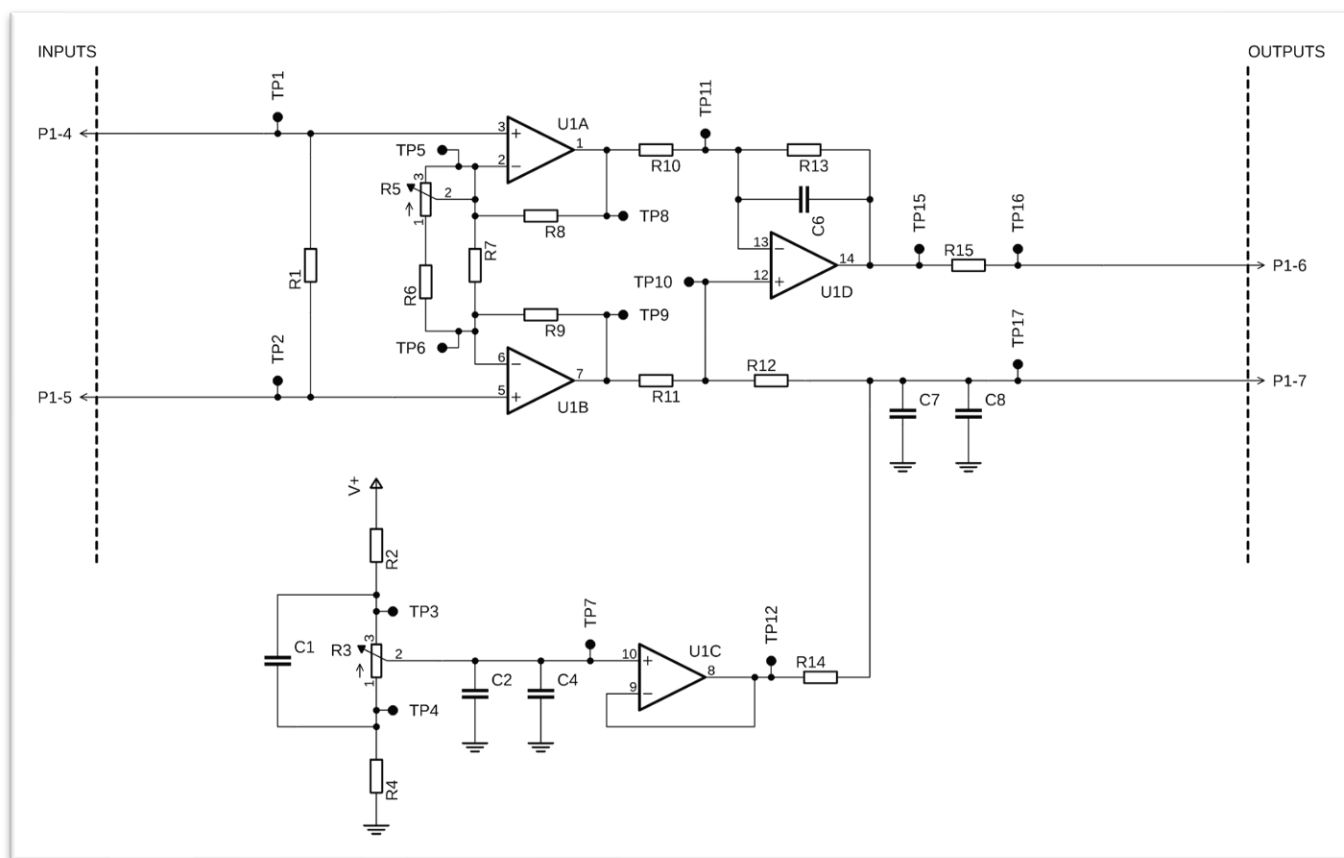 INPUTS
OUTPUTS
TP1
TP11
P1-4
3
+
U1A
1
TP5
2
−
R10
R13
3
R5
2
1
TP8
R8
C6
TP15
TP16
R1
R7
R6
13
−
14
R15
P1-6
TP10
12
+
U1D
TP9
R9
TP2
TP6
6
−
7
TP17
R12
P1-5
5
+
U1B
R11
P1-7
C7
C8
V+
R2
TP3
C1
R3
3
2
1
TP7
10
+
U1C
8
TP12
R14
C2
C4
9
−
TP4
R4